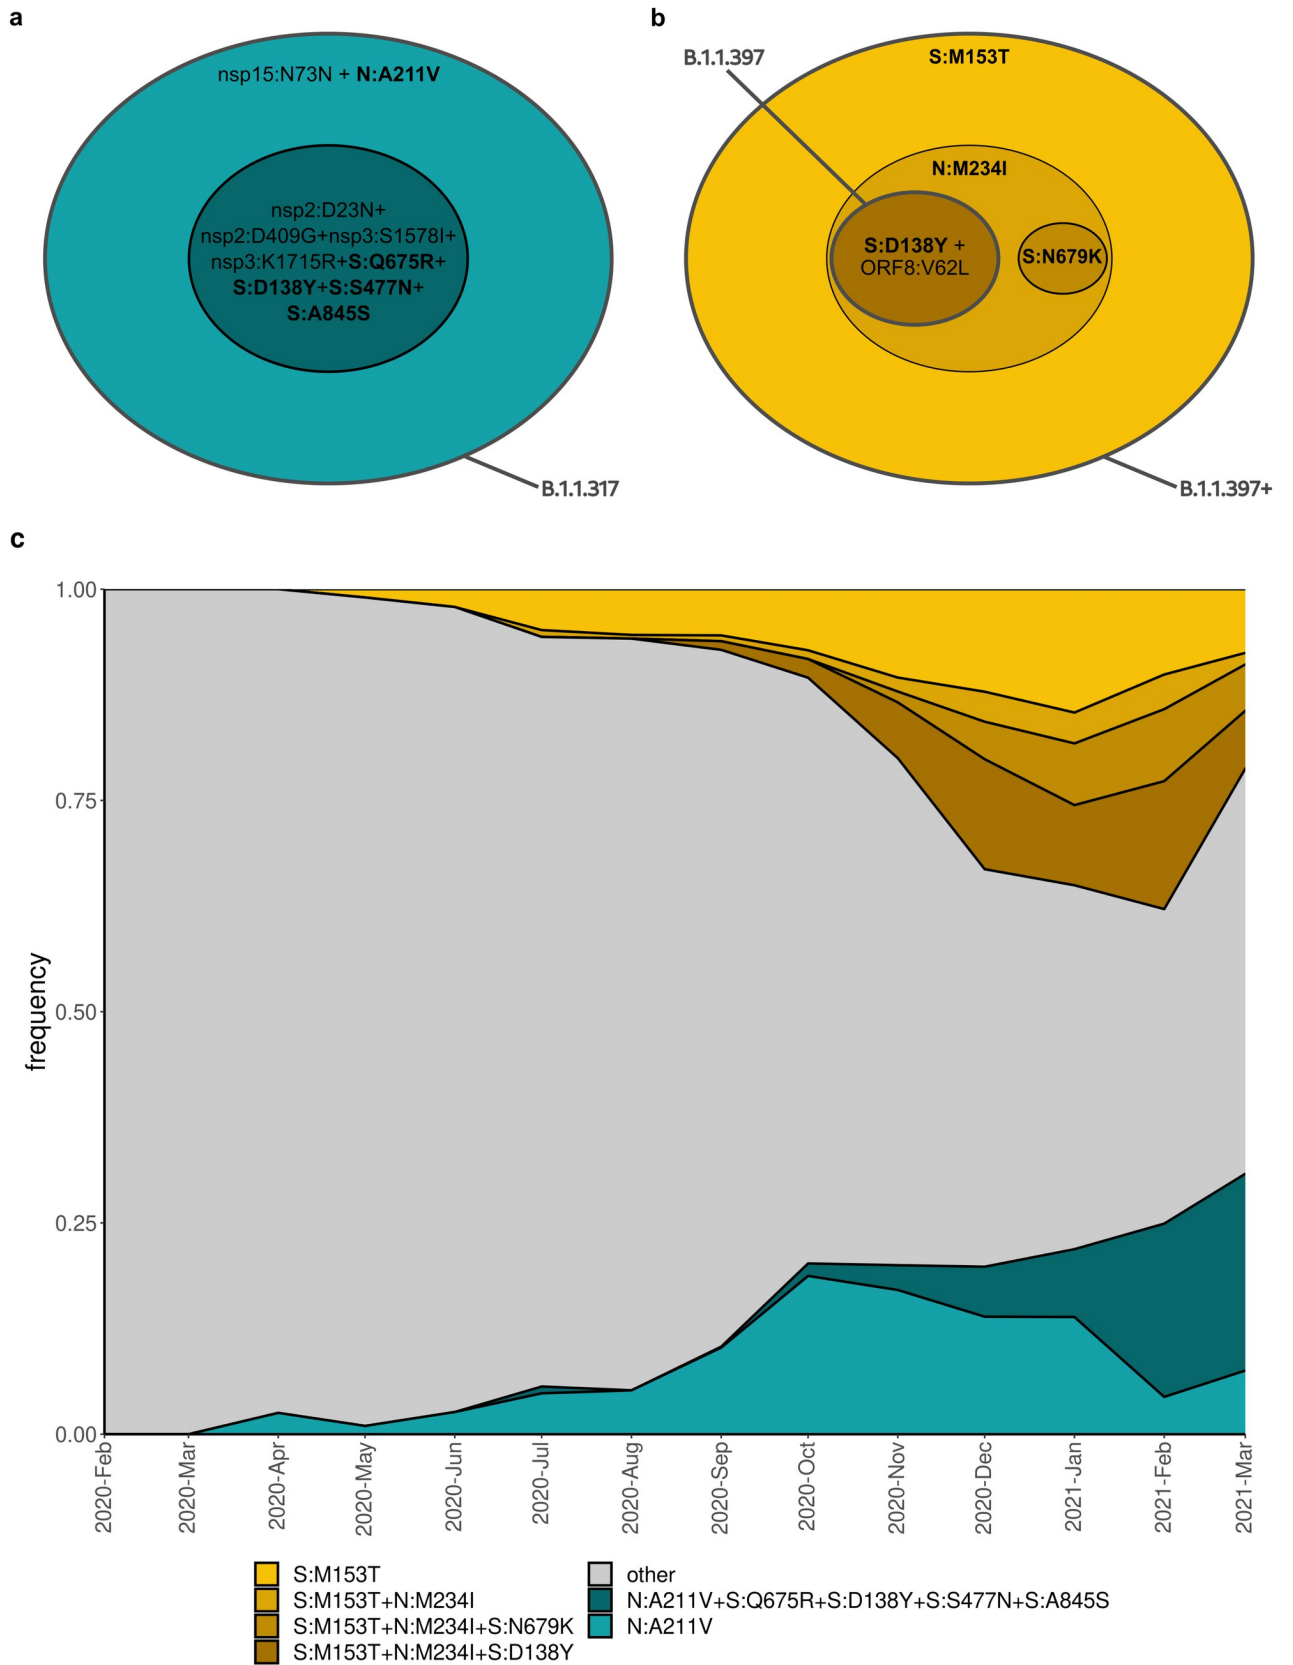 a
nsp15:N73N + N:A211V
nsp2:D23N+
nsp2:D409G+nsp3:S1578I+
nsp3:K1715R+S:Q675R+
S:D138Y+S:S477N+
S:A845S
B.1.1.317
b
B.1.1.397
S:M153T
N:M234I
S:D138Y +
ORF8:V62L
S:N679K
B.1.1.397+
c
frequency
1.00
0.75
0.50
0.25
0.00
2020-Feb
2020-Mar
2020-Apr
2020-May
2020-Jun
2020-Jul
2020-Aug
2020-Sep
2020-Oct
2020-Nov
2020-Dec
2021-Jan
2021-Feb
2021-Mar
S:M153T
S:M153T+N:M234I
S:M153T+N:M234I+S:N679K
S:M153T+N:M234I+S:D138Y
other
N:A211V+S:Q675R+S:D138Y+S:S477N+S:A845S
N:A211V